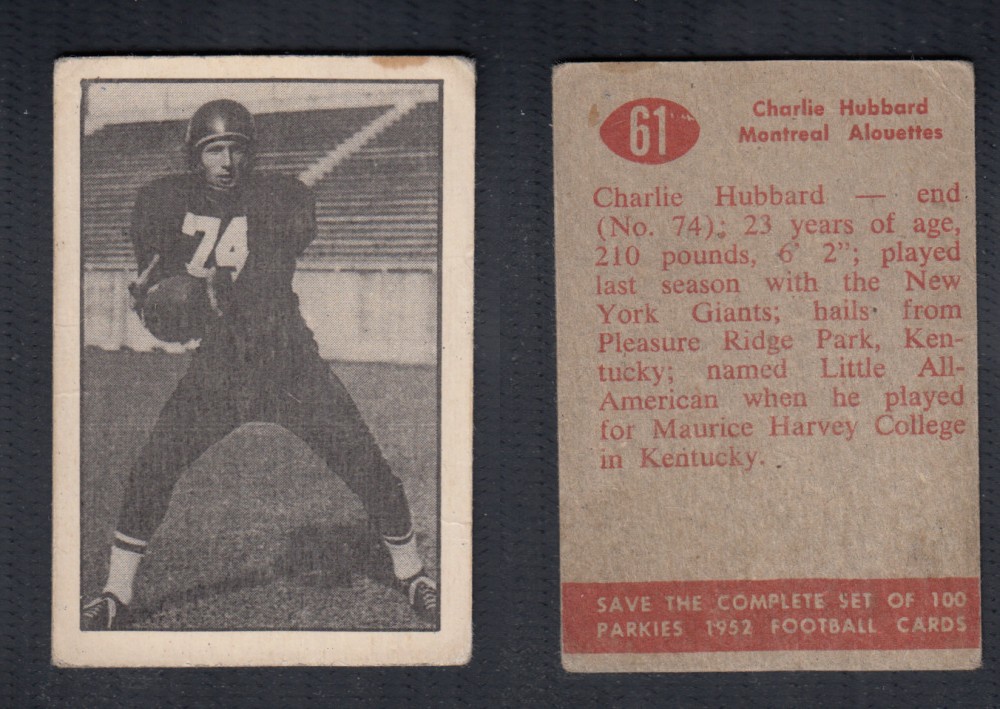 74
61
Charlie Hubbard
Montreal Alouettes
Charlie Hubbard — end
(No. 74); 23 years of age,
210 pounds, 6' 2”; played
last season with the New
York Giants; hails from
Pleasure Ridge Park, Ken-
tucky; named Little All-
American when he played
for Maurice Harvey College
in Kentucky.
SAVE THE COMPLETE SET OF 100
PARKIES 1952 FOOTBALL CARDS